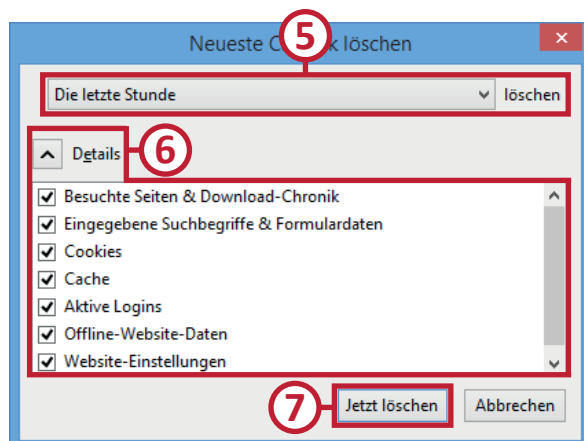 Neueste C k löschen
5
Die letzte Stunde löschen
Details
6
Besuchte Seiten & Download-Chronik
Eingegebene Suchbegriffe & Formulardaten
Cookies
Cache
Aktive Logins
Offline-Website-Daten
Website-Einstellungen
7
Jetzt löschen Abbrechen